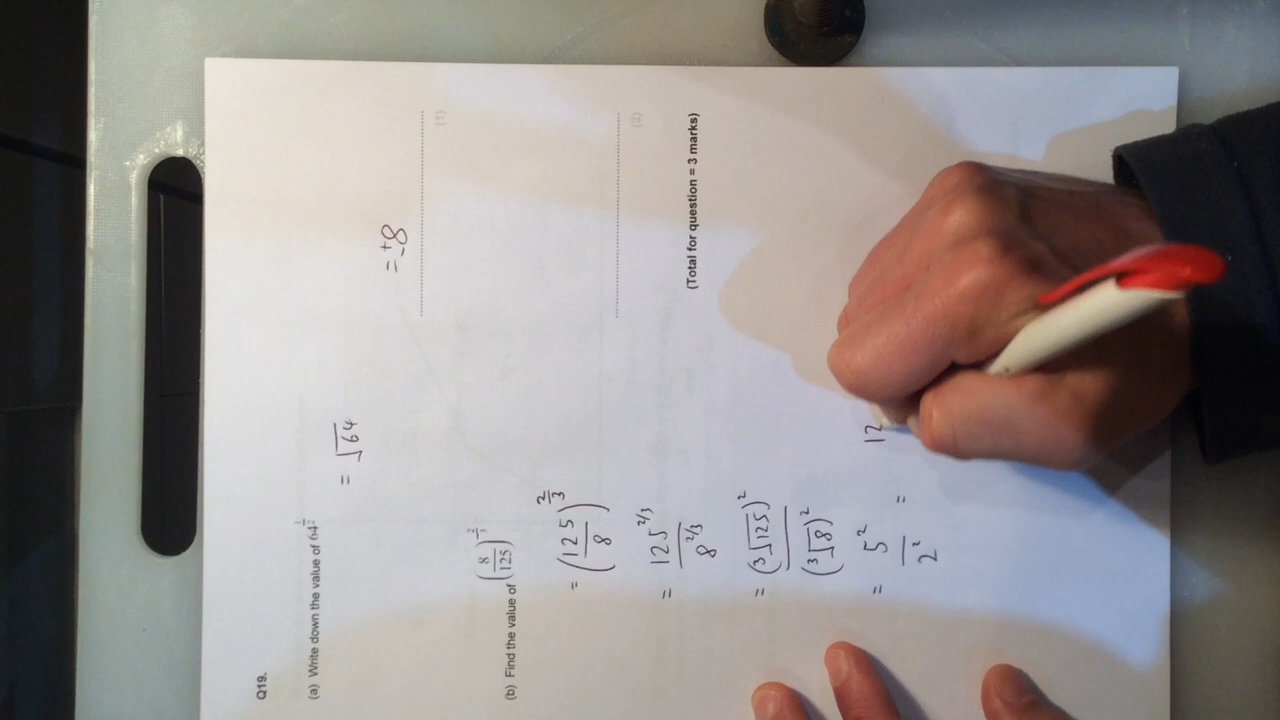 Q19.
(a) Write down the value of 64^(1/2)
= √64
= ±8
(1)
(b) Find the value of (8/125)^(-2/3)
= (125/8)^(2/3)
= 125^(2/3) / 8^(2/3)
= (³√125)² / (³√8)²
(2)
(Total for question = 3 marks)
= 5² / 2² = 12